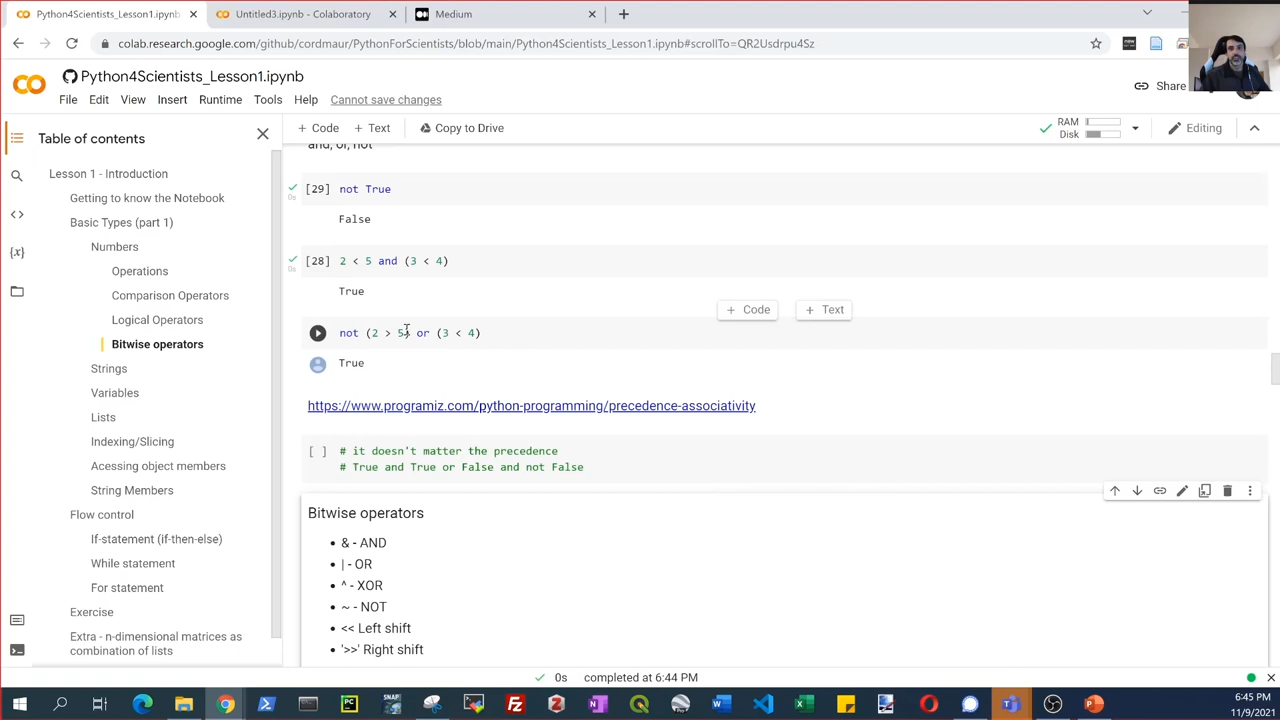 Python4Scientists_Lesson1.ipynb
Untitled3.ipynb - Colaboratory
Medium
colab.research.google.com/github/cordmaur/PythonForScientists/blob/main/Python4Scientists_Lesson1.ipynb#scrollTo=QR2Usdrpu4Sz
Python4Scientists_Lesson1.ipynb
File Edit View Insert Runtime Tools Help Cannot save changes
Share
+ Code + Text Copy to Drive
RAM
Disk
Editing
Table of contents
Lesson 1 - Introduction
Getting to know the Notebook
Basic Types (part 1)
Numbers
Operations
Comparison Operators
Logical Operators
Bitwise operators
Strings
Variables
Lists
Indexing/Slicing
Acessing object members
String Members
Flow control
If-statement (if-then-else)
While statement
For statement
Exercise
Extra - n-dimensional matrices as
combination of lists
and, or, not
[29] not True
0s
False
[28] 2 < 5 and (3 < 4)
0s
True
+ Code + Text
not (2 > 5) or (3 < 4)
True
https://www.programiz.com/python-programming/precedence-associativity
[ ] # it doesn't matter the precedence
# True and True or False and not False
Bitwise operators
• & - AND
• | - OR
• ^ - XOR
• ~ - NOT
• << Left shift
• '>>' Right shift
0s completed at 6:44 PM
6:45 PM
11/9/2021